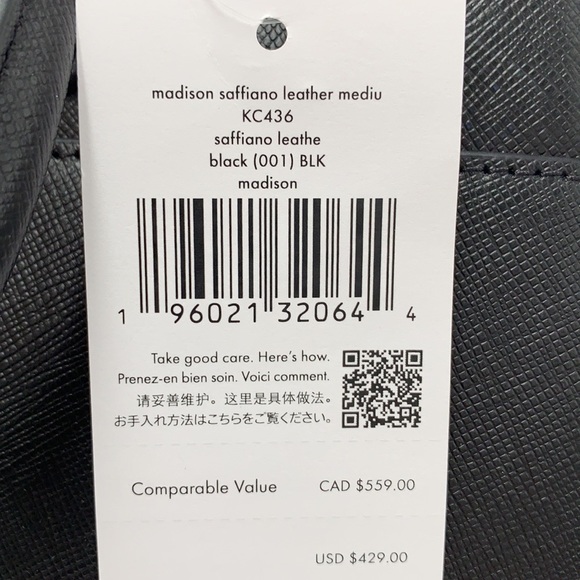 madison saffiano leather mediu
KC436
saffiano leathe
black (001) BLK
madison
1 96021 32064 4
Take good care. Here's how.
Prenez-en bien soin. Voici comment.
请妥善维护。这里是具体做法。
お手入れ方法はこちらをご覧ください。
Comparable Value CAD $559.00
USD $429.00